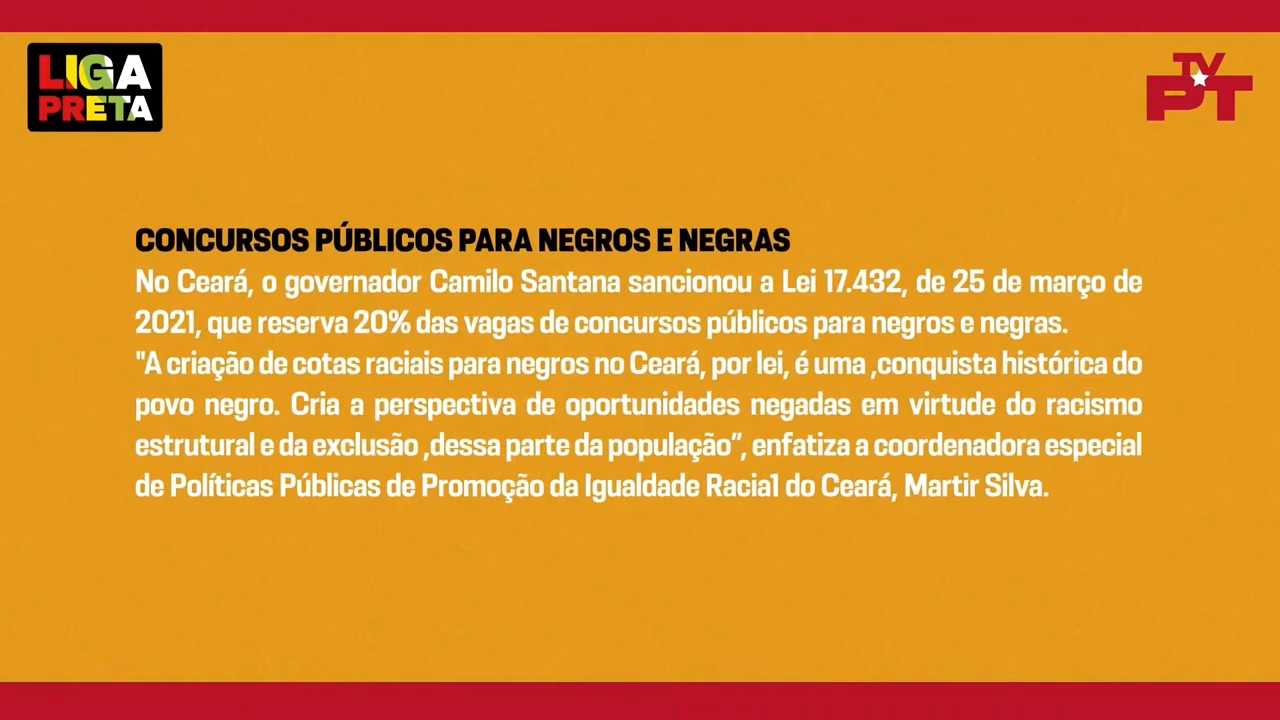 LIGA
PRETA
TV
PT
CONCURSOS PÚBLICOS PARA NEGROS E NEGRAS
No Ceará, o governador Camilo Santana sancionou a Lei 17.432, de 25 de março de
2021, que reserva 20% das vagas de concursos públicos para negros e negras.
"A criação de cotas raciais para negros no Ceará, por lei, é uma ,conquista histórica do
povo negro. Cria a perspectiva de oportunidades negadas em virtude do racismo
estrutural e da exclusão ,dessa parte da população”, enfatiza a coordenadora especial
de Políticas Públicas de Promoção da Igualdade Racia1 do Ceará, Martir Silva.